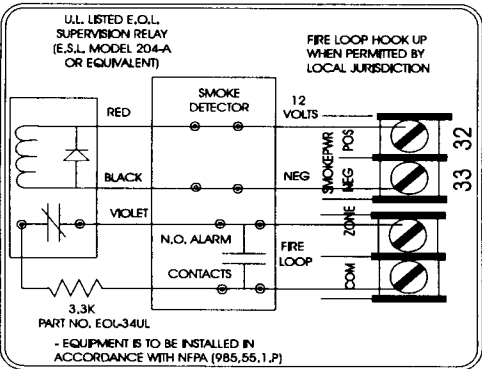 U.L. LISTED E.O.L.
SUPERVISION RELAY
(E.S.L. MODEL 204-A
OR EQUIVALENT)
FIRE LOOP HOOK UP
WHEN PERMITTED BY
LOCAL JURISDICTION
SMOKE
DETECTOR
12
VOLTS
RED
BLACK
NEG
VIOLET
N.O. ALARM
CONTACTS
FIRE
LOOP
SMOKEPWR
POS
NEG
ZONE
COM
32
33
3.3K
PART NO. EOL-34UL
- EQUIPMENT IS TO BE INSTALLED IN
ACCORDANCE WITH NFPA (985,55,1,P)